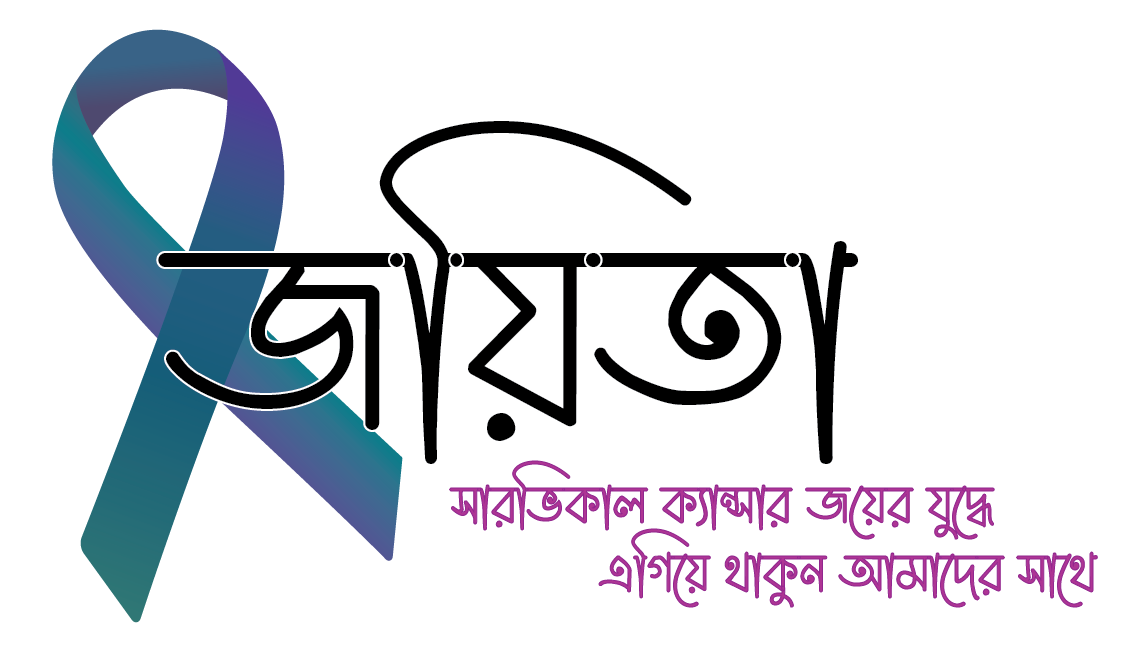 জয়িতা
সারভিকাল ক্যান্সার জয়ের যুদ্ধে
এগিয়ে থাকুন আমাদের সাথে